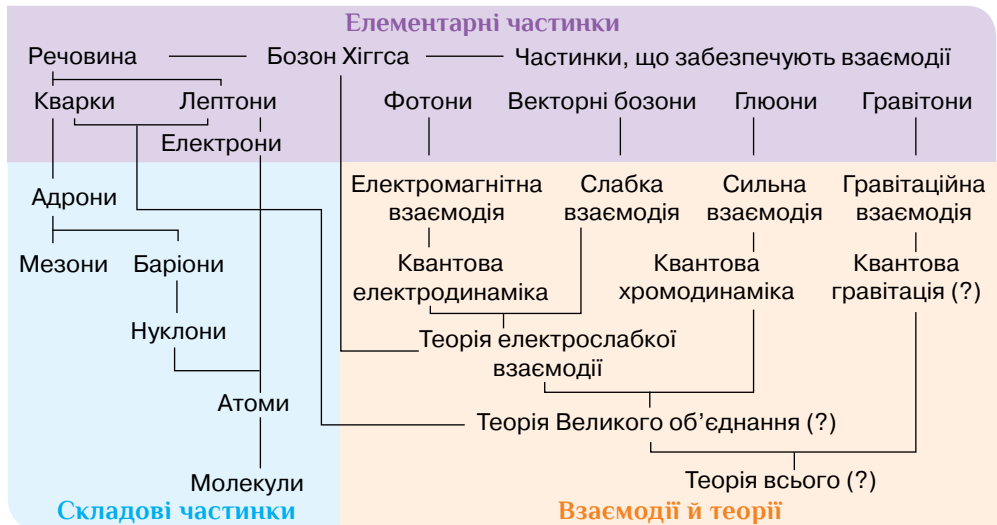 Елементарні частинки
Речовина
Бозон Хіггса
Частинки, що забезпечують взаємодії
Кварки
Лептони
Фотони
Векторні бозони
Глюони
Гравітони
Електрони
Адрони
Електромагнітна
взаємодія
Слабка
взаємодія
Сильна
взаємодія
Гравітаційна
взаємодія
Мезони
Баріони
Квантова
електродинаміка
Квантова
хромодинаміка
Квантова
гравітація (?)
Нуклони
Теорія електрослабкої
взаємодії
Атоми
Теорія Великого об’єднання (?)
Молекули
Теорія всього (?)
Складові частинки
Взаємодії й теорії